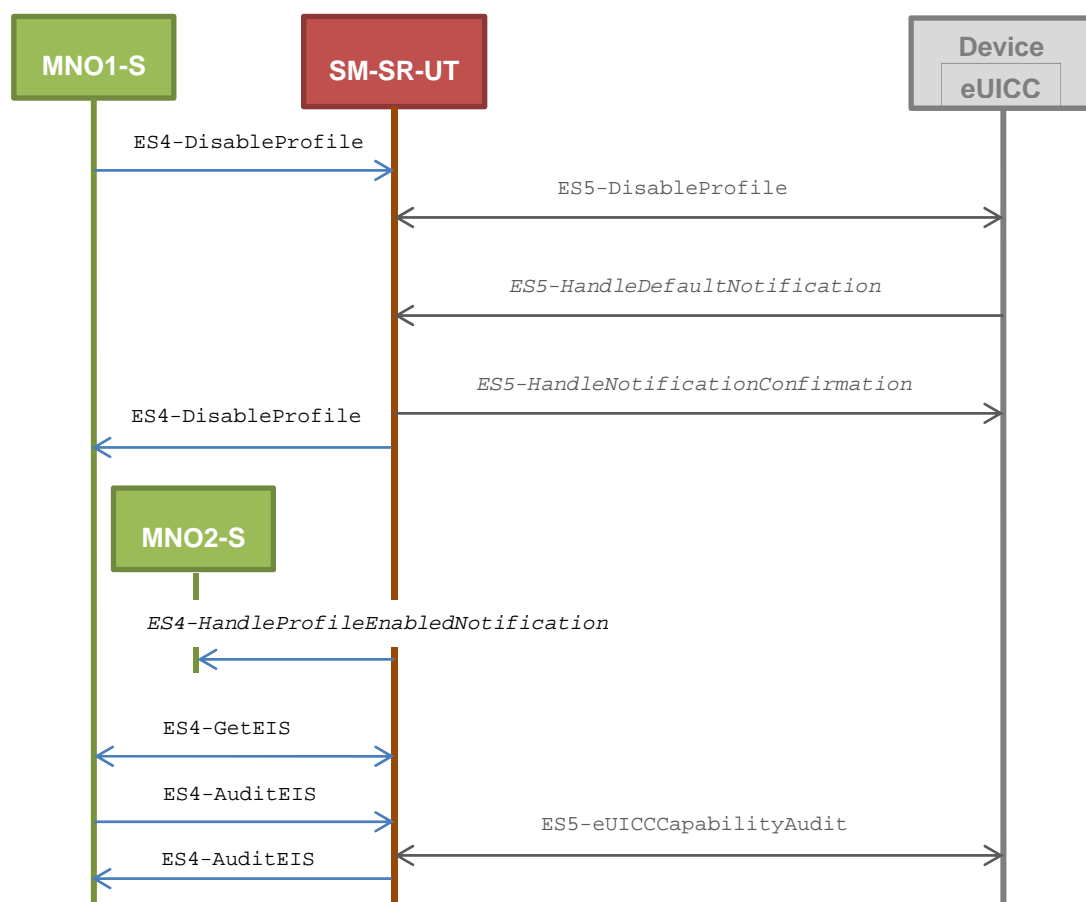 MNO1-S
SM-SR-UT
Device
eUICC
ES4-DisableProfile
ES5-DisableProfile
ES5-HandleDefaultNotification
ES5-HandleNotificationConfirmation
ES4-DisableProfile
MNO2-S
ES4-HandleProfileEnabledNotification
ES4-GetEIS
ES4-AuditEIS
ES5-eUICCCapabilityAudit
ES4-AuditEIS